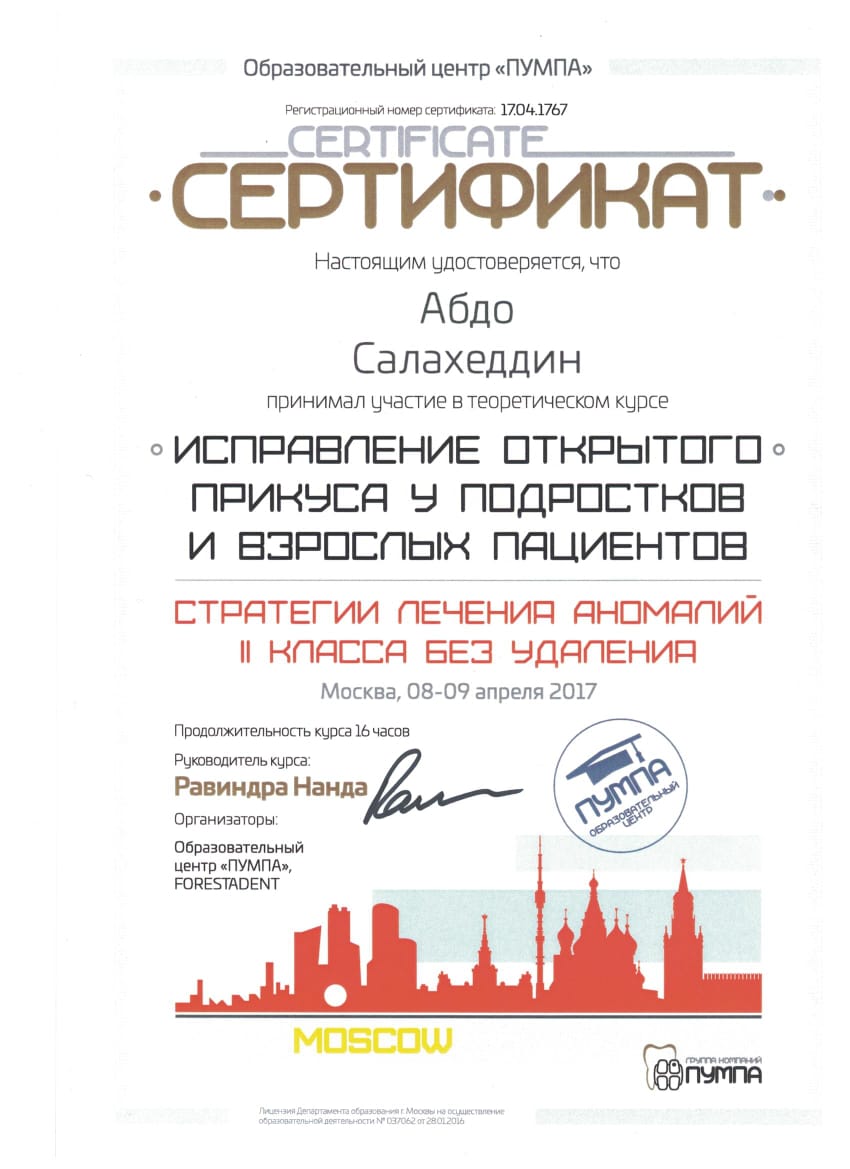 Образовательный центр «ПУМПА»
Регистрационный номер сертификата: 17.04.1767
CERTIFICATE
СЕРТИФИКАТ
Настоящим удостоверяется, что
Абдо
Салахеддин
принимал участие в теоретическом курсе
ИСПРАВЛЕНИЕ ОТКРЫТОГО
ПРИКУСА У ПОДРОСТКОВ
И ВЗРОСЛЫХ ПАЦИЕНТОВ
СТРАТЕГИИ ЛЕЧЕНИЯ АНОМАЛИЙ
II КЛАССА БЕЗ УДАЛЕНИЯ
Москва, 08-09 апреля 2017
Продолжительность курса 16 часов
Руководитель курса:
Равиндра Нанда
Организаторы:
Образовательный
центр «ПУМПА»,
FORESTADENT
ПУМПА
ОБРАЗОВАТЕЛЬНЫЙ
ЦЕНТР
MOSCOW
ГРУППА КОМПАНИЙ
ПУМПА
Лицензия Департамента образования г. Москвы на осуществление
образовательной деятельности № 037062 от 28.01.2016